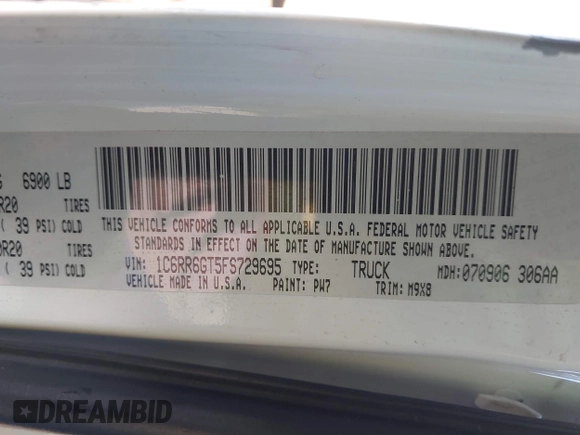 6900 LB
R20 TIRES
( 39 PSI) COLD
R20 TIRES
( 39 PSI) COLD
THIS VEHICLE CONFORMS TO ALL APPLICABLE U.S.A. FEDERAL MOTOR VEHICLE SAFETY
STANDARDS IN EFFECT ON THE DATE OF MANUFACTURE SHOWN ABOVE.
VIN: 1C6RR6GT5FS729695 TYPE: TRUCK MDH: 070906 306AA
VEHICLE MADE IN U.S.A. PAINT: PW7 TRIM: M9X8
DREAMBID